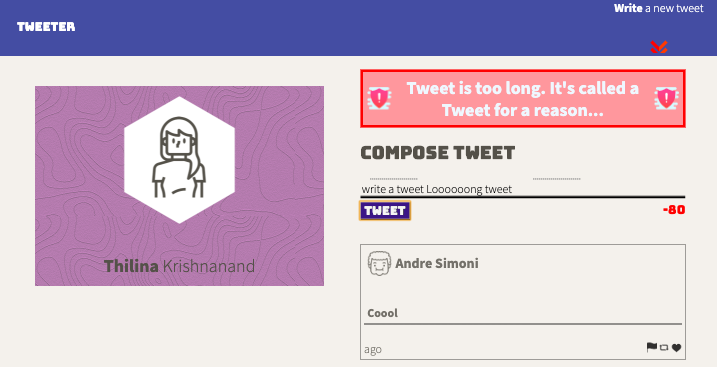 Write a new tweet
TWEETER
Tweet is too long. It's called a
Tweet for a reason...
COMPOSE TWEET
write a tweet Loooooong tweet
TWEET
-80
Thilina Krishnanand
Andre Simoni
Coool
ago